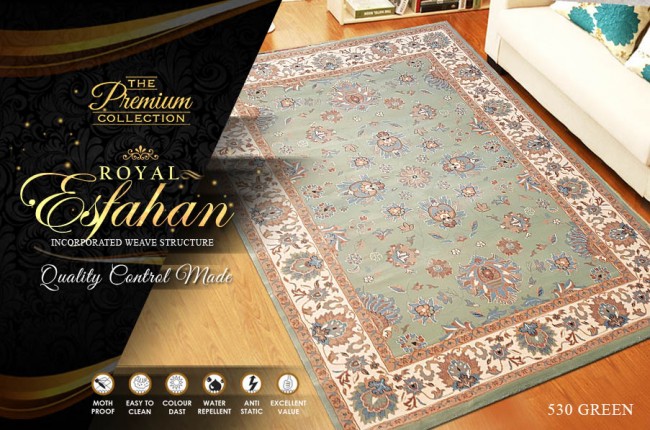 THE
Premium
COLLECTION
ROYAL
Esfahan
INCORPORATED WEAVE STRUCTURE
Quality Control Made
MOTH PROOF
EASY TO CLEAN
COLOUR DAST
WATER REPELLENT
ANTI STATIC
EXCELLENT VALUE
530 GREEN